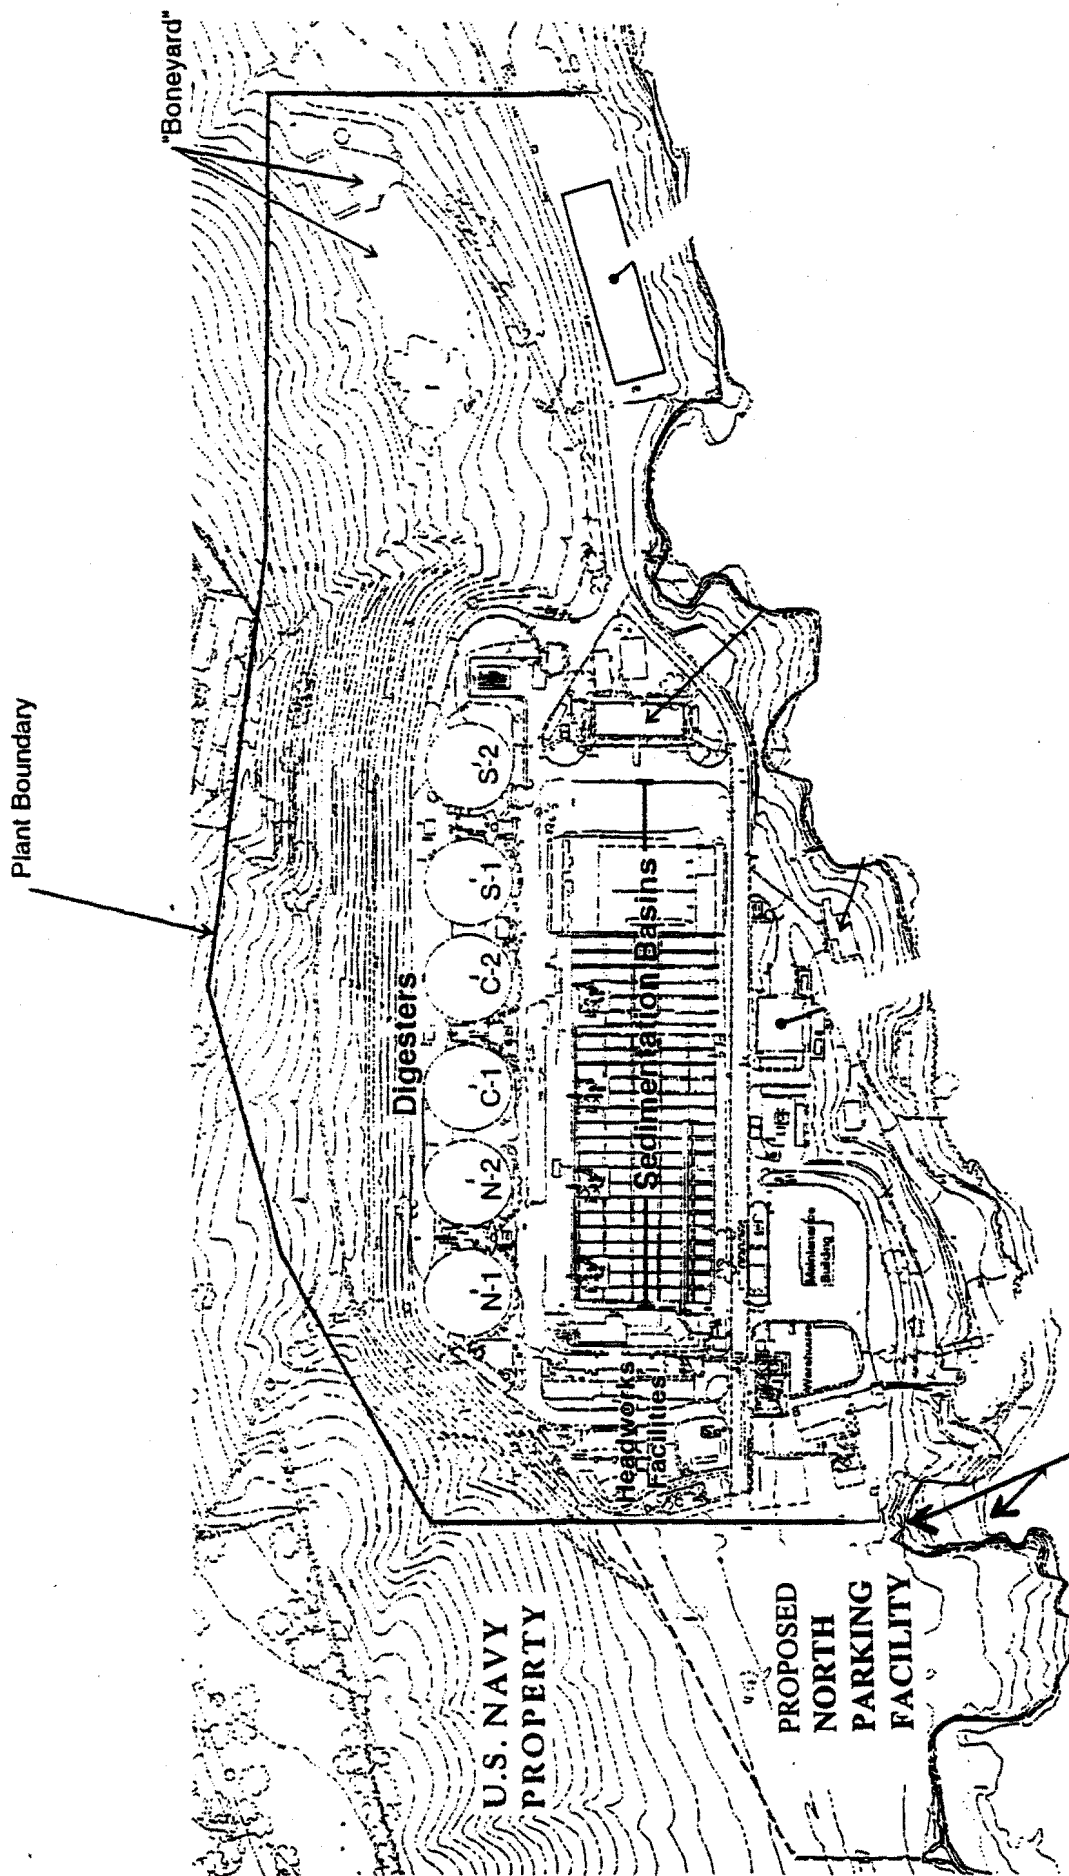 "Boneyard"
Plant Boundary
Digesters
N-1
N-2
C-1
C-2
S-1
S-2
Sedimentation Basins
Headworks
Facilities
Maintenance
Building
Warehouse
U.S. NAVY
PROPERTY
PROPOSED
NORTH
PARKING
FACILITY